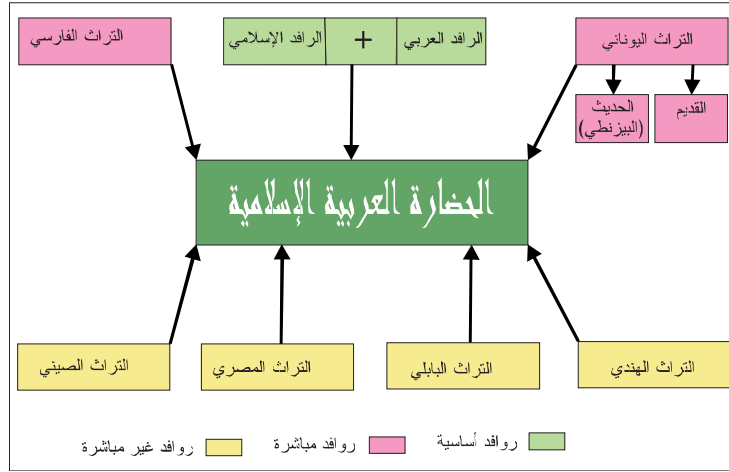 التراث اليوناني
الرافد العربي + الرافد الإسلامي
التراث الفارسي
القديم
الحديث
(البيزنطي)
الحضارة العربية الإسلامية
التراث الهندي
التراث البابلي
التراث المصري
التراث الصيني
روافد أساسية
روافد مباشرة
روافد غير مباشرة